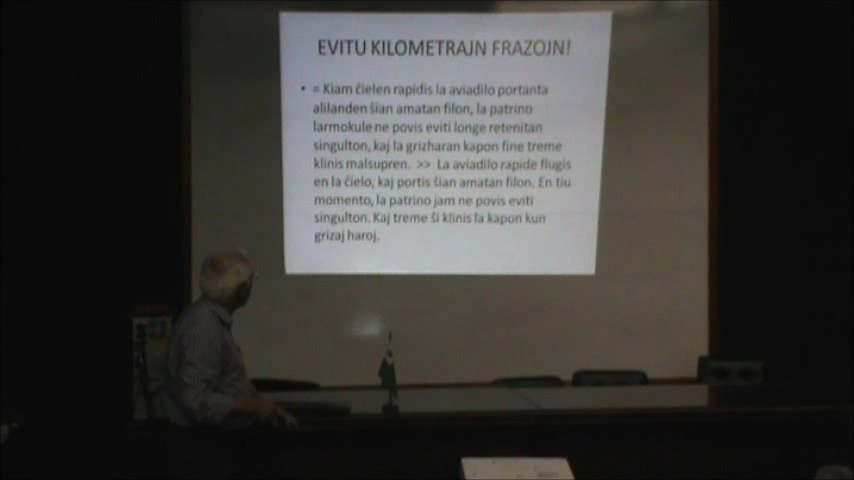 EVITU KILOMETRAJN FRAZOJN!
• = Kiam ĉielen rapidis la aviadilo portanta
alilanden ŝian amatan filon, la patrino
larmokule ne povis eviti longe retenitan
singulton, kaj la grizharan kapon fine treme
klinis malsupren. >> La aviadilo rapide flugis
en la ĉielo, kaj portis ŝian amatan filon. En tiu
momento, la patrino jam ne povis eviti
singulton. Kaj treme ŝi klinis la kapon kun
grizaj haroj.